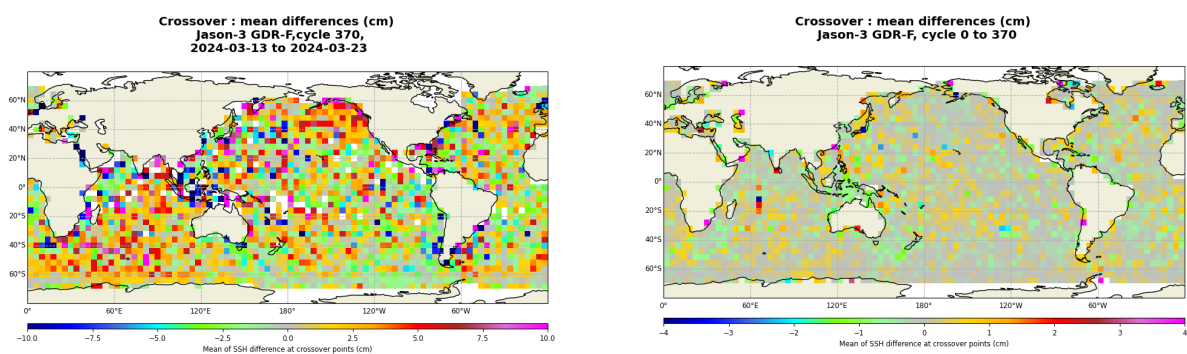 Crossover : mean differences (cm)
Jason-3 GDR-F,cycle 370,
2024-03-13 to 2024-03-23
60°N
40°N
20°N
0°
20°S
40°S
60°S
0° 60°E 120°E 180° 120°W 60°W
−10.0 −7.5 −5.0 −2.5 0.0 2.5 5.0 7.5 10.0
Mean of SSH difference at crossover points (cm)
Crossover : mean differences (cm)
Jason-3 GDR-F, cycle 0 to 370
60°N
40°N
20°N
0°
20°S
40°S
60°S
0° 60°E 120°E 180° 120°W 60°W
−4 −3 −2 −1 0 1 2 3 4
Mean of SSH difference at crossover points (cm)